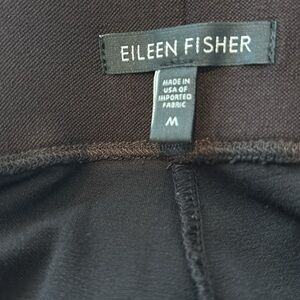 EILEEN FISHER
MADE IN
USA OF
IMPORTED
FABRIC
M